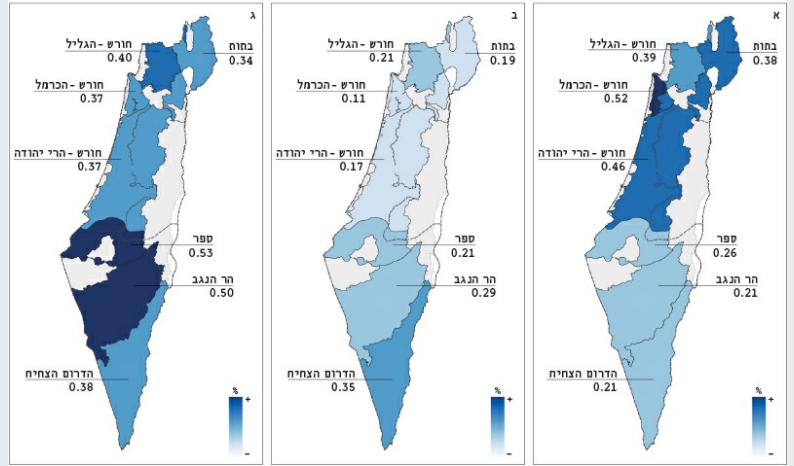 א
בתות
0.38
חורש -הגליל
0.39
חורש -הכרמל
0.52
חורש -הרי יהודה
0.46
ספר
0.26
הר הנגב
0.21
הדרום הצחיח
0.21
%
+
-
ב
בתות
0.19
חורש -הגליל
0.21
חורש -הכרמל
0.11
חורש -הרי יהודה
0.17
ספר
0.21
הר הנגב
0.29
הדרום הצחיח
0.35
%
+
-
ג
בתות
0.34
חורש -הגליל
0.40
חורש -הכרמל
0.37
חורש -הרי יהודה
0.37
ספר
0.53
הר הנגב
0.50
הדרום הצחיח
0.38
%
+
-